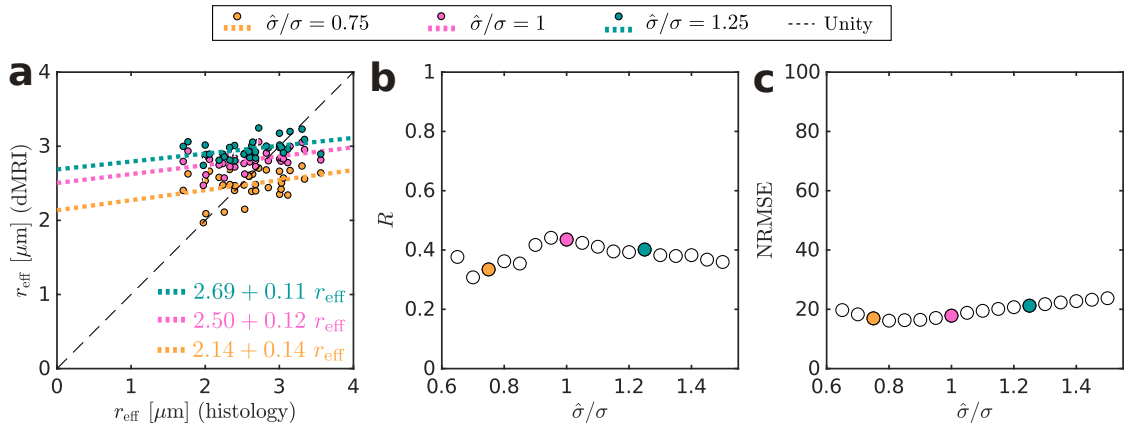 σ̂/σ = 0.75 σ̂/σ = 1 σ̂/σ = 1.25 Unity
a
4
3
2
1
0
0 1 2 3 4
r_eff [μm] (dMRI)
r_eff [μm] (histology)
2.69 + 0.11 r_eff
2.50 + 0.12 r_eff
2.14 + 0.14 r_eff
b
1
0.8
0.6
0.4
0.2
0
0.6 0.8 1 1.2 1.4
R
σ̂/σ
c
100
80
60
40
20
0
0.6 0.8 1 1.2 1.4
NRMSE
σ̂/σ